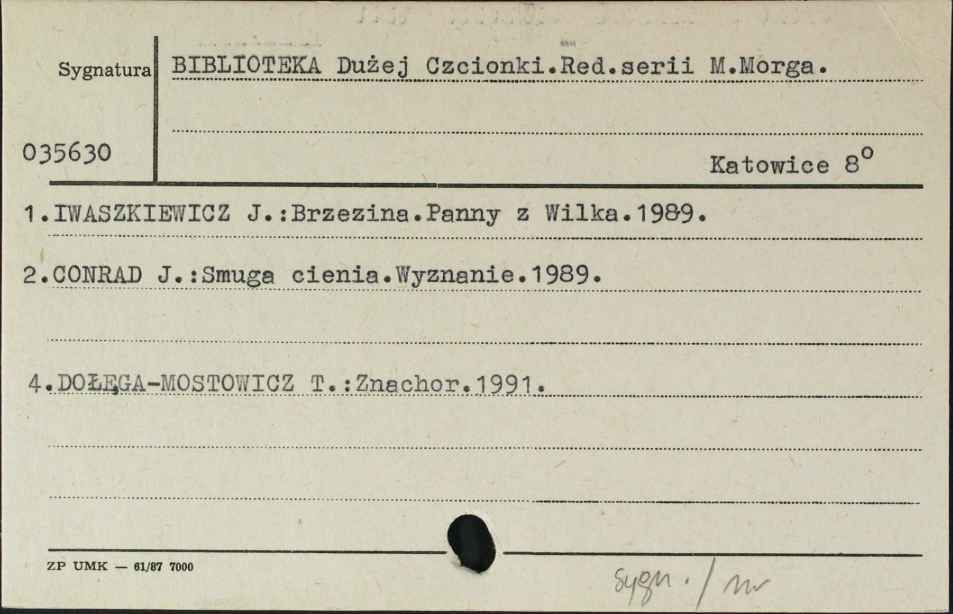 Sygnatura BIBLIOTEKA Dużej Czcionki.Red.serii M.Morga.
035630
Katowice 8°
1.IWASZKIEWICZ J.:Brzezina.Panny z Wilka.1989.
2.CONRAD J.:Smuga cienia.Wyznanie.1989.
4.DOŁĘGA-MOSTOWICZ T.:Znachor.1991.
ZP UMK — 61/87 7000
sygn. / nr